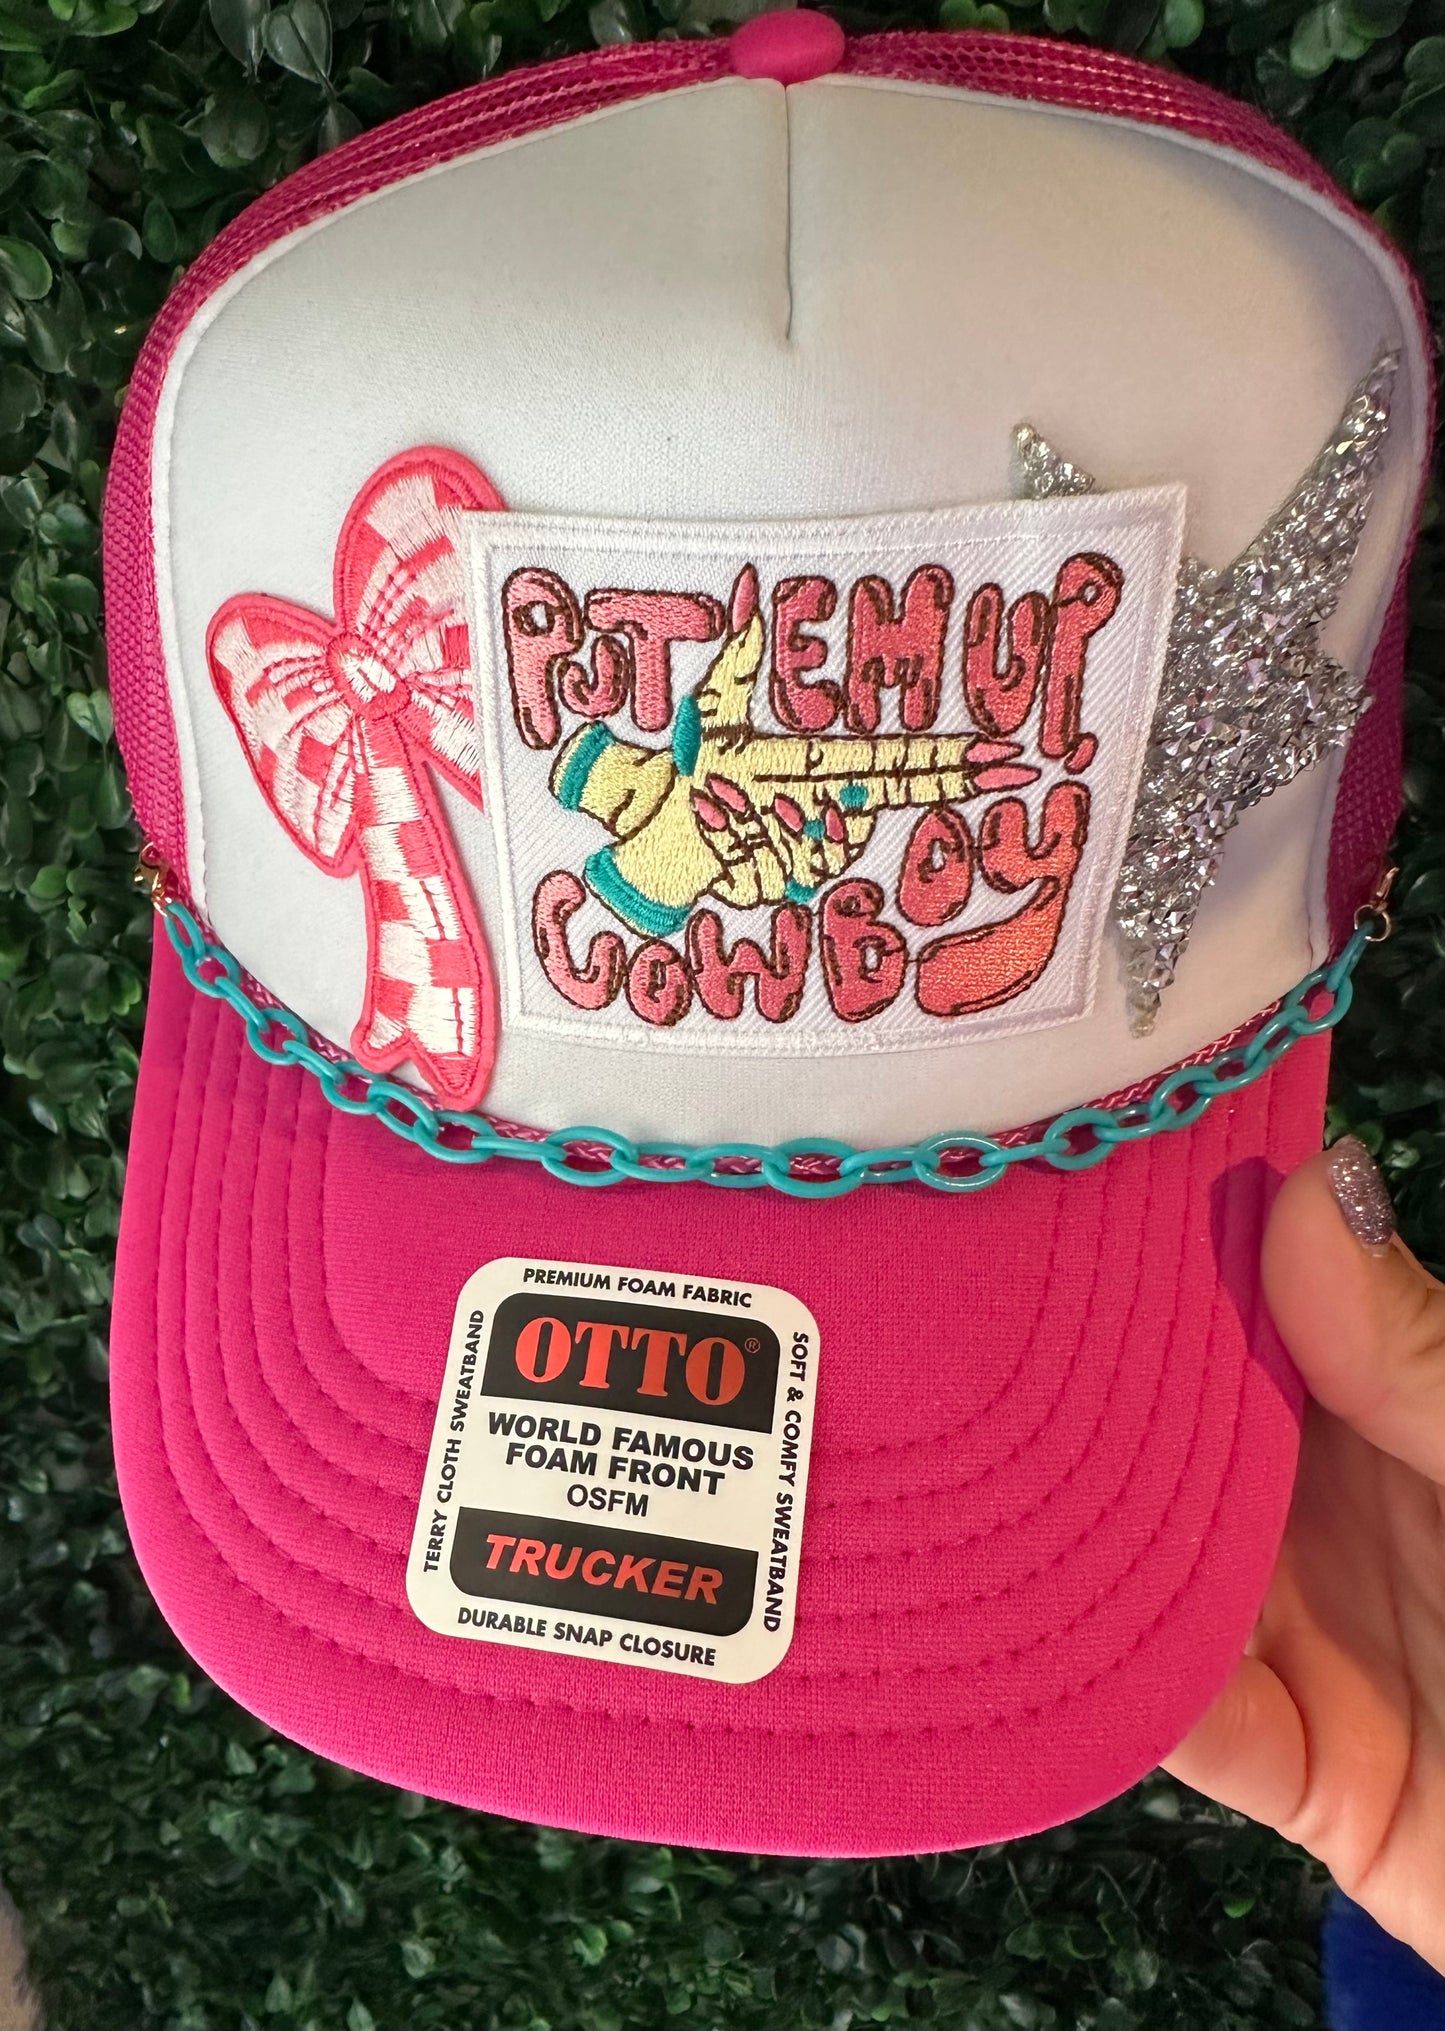 PUT 'EM UP,
COWBOY
PREMIUM FOAM FABRIC
OTTO®
WORLD FAMOUS
FOAM FRONT
OSFM
TRUCKER
DURABLE SNAP CLOSURE
TERRY CLOTH SWEATBAND
SOFT & COMFY SWEATBAND